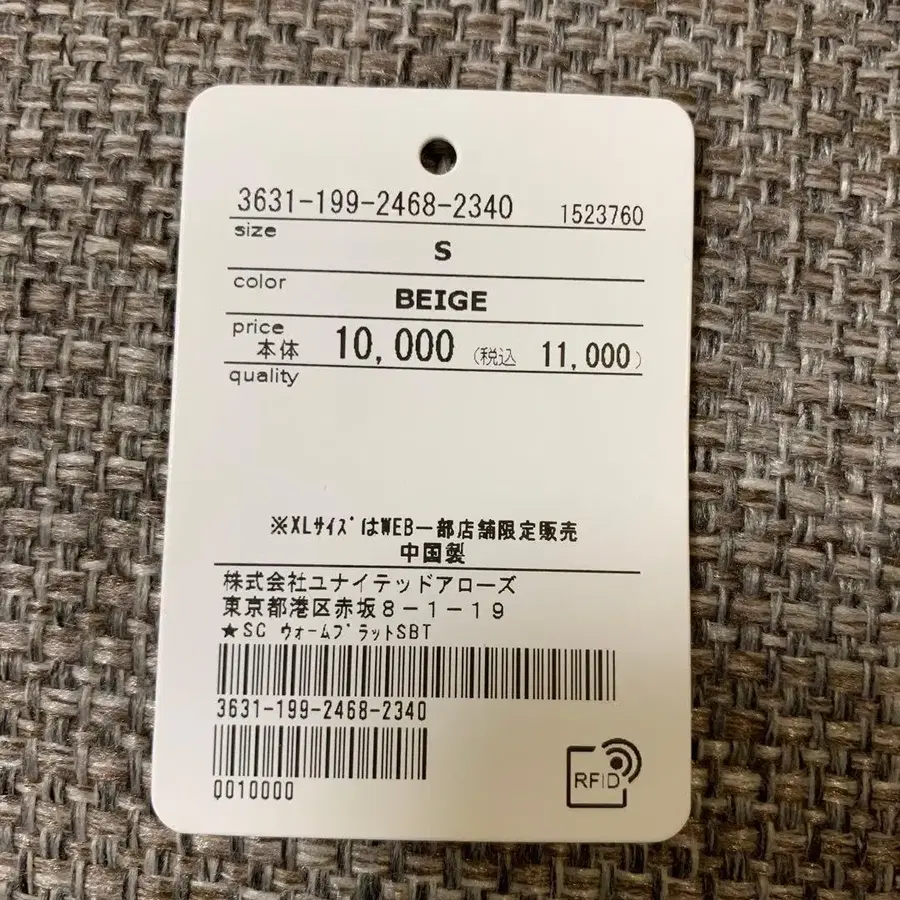 3631-199-2468-2340 1523760
size
S
color
BEIGE
price
本体 10,000 (税込 11,000)
quality
※XLサイズはWEB一部店舗限定販売
中国製
株式会社ユナイテッドアローズ
東京都港区赤坂8-1-19
★SC ウォームプラットSBT
3631-199-2468-2340
0010000
RFID